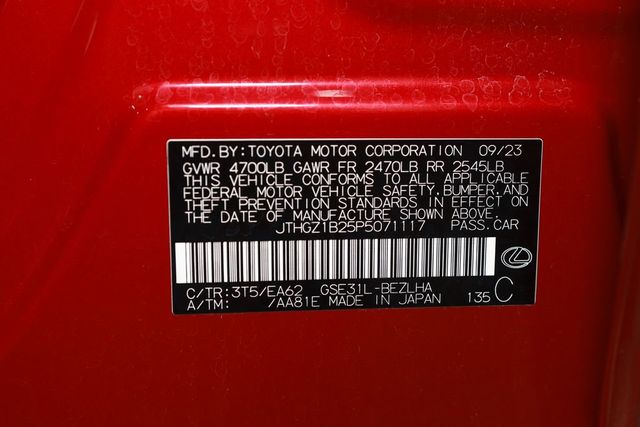 MFD. BY: TOYOTA MOTOR CORPORATION 09/23
GVWR 4700LB GAWR FR 2470LB RR 2545LB
THIS VEHICLE CONFORMS TO ALL APPLICABLE
FEDERAL MOTOR VEHICLE SAFETY, BUMPER, AND
THEFT PREVENTION STANDARDS IN EFFECT ON
THE DATE OF MANUFACTURE SHOWN ABOVE.
JTHGZ1B25P5071117 PASS. CAR
C/TR: 3T5/EA62 GSE31L-BEZLHA
A/TM: /AA81E MADE IN JAPAN 135 C